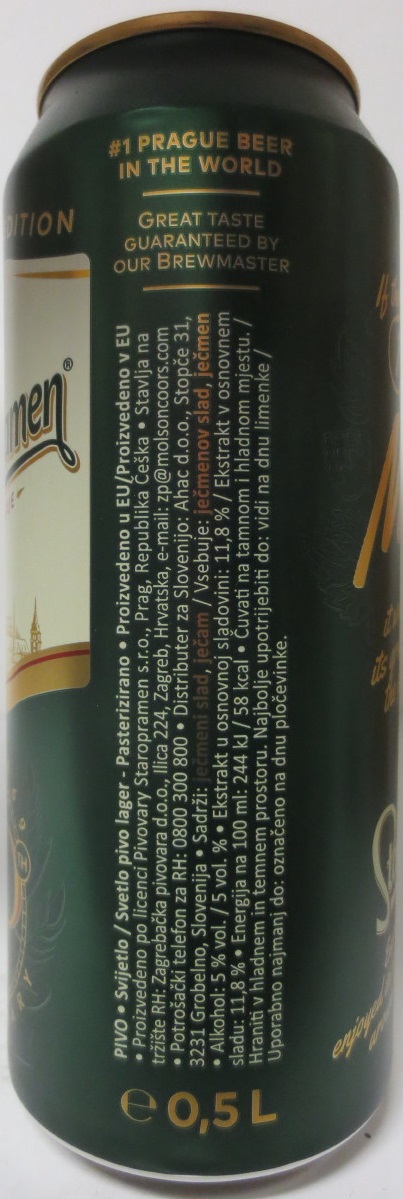 #1 PRAGUE BEER
IN THE WORLD
GREAT TASTE
GUARANTEED BY
OUR BREWMASTER
DITION
men®
PIVO • Svijetlo / Svetlo pivo lager - Pasterizirano • Proizvedeno u EU/Proizvedeno v EU
• Proizvedeno po licenci Pivovary Staropramen s.r.o., Prag, Republika Češka • Stavlja na
tržište RH: Zagrebačka pivovara d.o.o., Ilica 224, Zagreb, Hrvatska, e-mail: zp@molsoncoors.com
• Potrošački telefon za RH: 0800 300 800 • Distributer za Slovenijo: Ahac d.o.o., Stopče 31,
3231 Grobelno, Slovenija • Sadrži: ječmeni slad, ječam / Vsebuje: ječmenov slad, ječmen
• Alkohol: 5 % vol. / 5 vol. % • Ekstrakt u osnovnoj sladovini: 11,8 % / Ekstrakt v osnovnem
sladu: 11,8 % • Energija na 100 ml: 244 kJ / 58 kcal • Čuvati na tamnom i hladnom mjestu. /
Hraniti v hladnem in temnem prostoru. Najbolje upotrijebiti do: vidi na dnu limenke /
Uporabno najmanj do: označeno na dnu pločevinke.
℮ 0,5 L
enjoyed